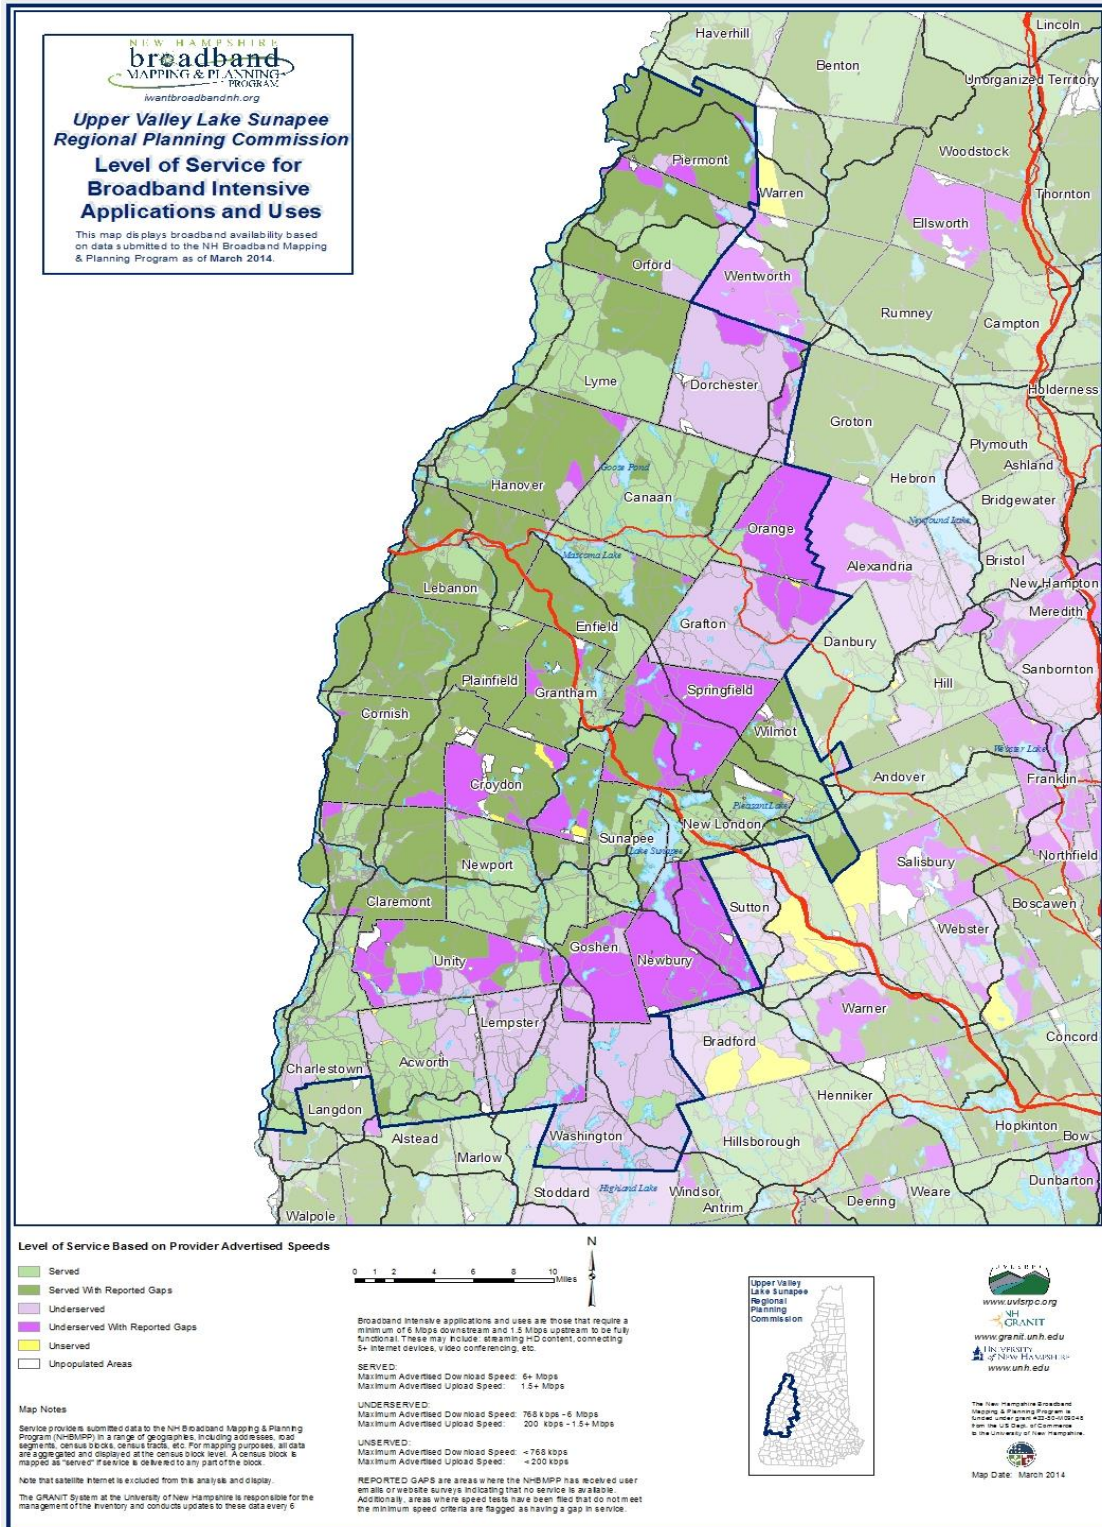 NEW HAMPSHIRE
broadband
MAPPING & PLANNING
PROGRAM
iwantbroadbandnh.org
Upper Valley Lake Sunapee
Regional Planning Commission
Level of Service for
Broadband Intensive
Applications and Uses
This map displays broadband availability based
on data submitted to the NH Broadband Mapping
& Planning Program as of March 2014.
Haverhill
Lincoln
Benton
Unorganized Territory
Woodstock
Piermont
Warren
Thornton
Ellsworth
Orford
Wentworth
Rumney
Campton
Lyme
Dorchester
Holderness
Groton
Plymouth
Ashland
Goose Pond
Hebron
Hanover
Canaan
Bridgewater
Orange
Newfound Lake
Mascoma Lake
Alexandria
Bristol
Lebanon
New Hampton
Meredith
Enfield
Grafton
Danbury
Sanbornton
Plainfield
Grantham
Springfield
Hill
Cornish
Wilmot
Webster Lake
Croydon
Andover
Franklin
Pleasant Lake
New London
Sunapee
Lake Sunapee
Newport
Salisbury
Northfield
Claremont
Sutton
Boscawen
Webster
Goshen
Unity
Newbury
Warner
Lempster
Bradford
Concord
Charlestown
Acworth
Henniker
Langdon
Hopkinton
Alstead
Washington
Hillsborough
Bow
Marlow
Dunbarton
Stoddard
Highland Lake
Windsor
Weare
Deering
Antrim
Walpole
Level of Service Based on Provider Advertised Speeds
Served
Served With Reported Gaps
Underserved
Underserved With Reported Gaps
Unserved
Unpopulated Areas
Map Notes
Service providers submitted data to the NH Broadband Mapping & Planning
Program (NHBMPP) in a range of geographies, including addresses, road
segments, census blocks, census tracts, etc. For mapping purposes, all data
are aggregated and displayed at the census block level. A census block is
mapped as "served" if service is delivered to any part of the block.
Note that satellite internet is excluded from this analysis and display.
The GRANIT System at the University of New Hampshire is responsible for the
management of the inventory and conducts updates to these data every 6
0 1 2 4 6 8 10
Miles
N
Broadband intensive applications and uses are those that require a
minimum of 6 Mbps downstream and 1.5 Mbps upstream to be fully
functional. These may include: streaming HD content, connecting
5+ internet devices, video conferencing, etc.
SERVED:
Maximum Advertised Download Speed: 6+ Mbps
Maximum Advertised Upload Speed: 1.5+ Mbps
UNDERSERVED:
Maximum Advertised Download Speed: 768 kbps - 6 Mbps
Maximum Advertised Upload Speed: 200 kbps - 1.5+ Mbps
UNSERVED:
Maximum Advertised Download Speed: < 768 kbps
Maximum Advertised Upload Speed: < 200 kbps
REPORTED GAPS are areas where the NHBMPP has received user
emails or website surveys indicating that no service is available.
Additionally, areas where speed tests have been filed that do not meet
the minimum speed criteria are flagged as having a gap in service.
Upper Valley
Lake Sunapee
Regional
Planning
Commission
UVLSRPC
www.uvlsrpc.org
NH
GRANIT
www.granit.unh.edu
UNIVERSITY
of NEW HAMPSHIRE
www.unh.edu
The New Hampshire Broadband
Mapping & Planning Program is
funded under grant
from the US Dept. of Commerce
to the University of New Hampshire.
Map Date: March 2014